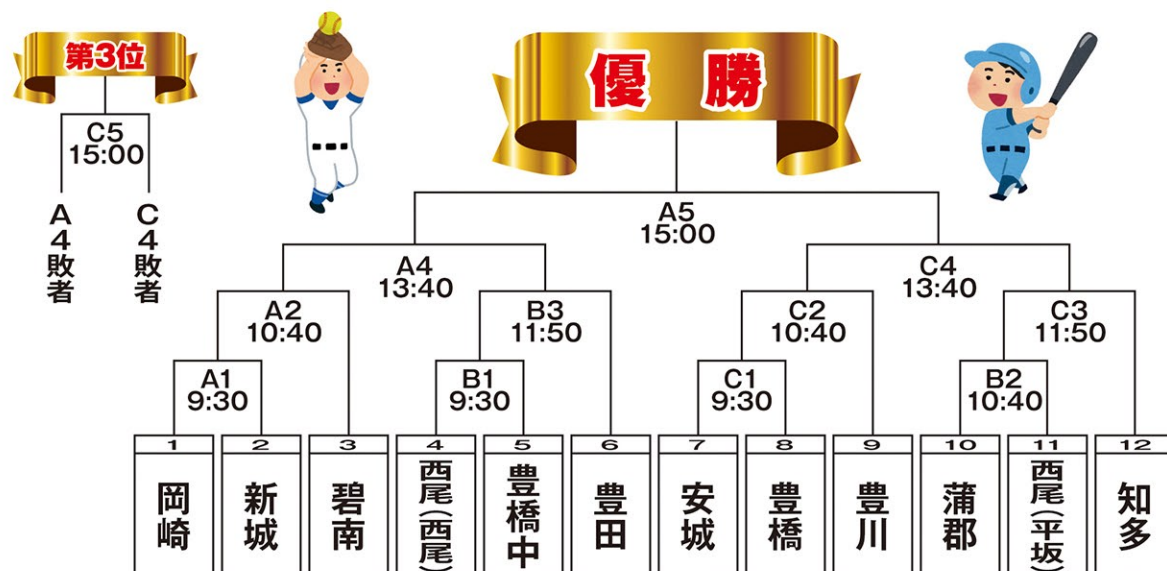 第3位
優勝
C5
15:00
A4敗者
C4敗者
A5
15:00
A4
13:40
C4
13:40
A2
10:40
B3
11:50
C2
10:40
C3
11:50
A1
9:30
B1
9:30
C1
9:30
B2
10:40
1
2
3
4
5
6
7
8
9
10
11
12
岡崎
新城
碧南
西尾(西尾)
豊橋中
豊田
安城
豊橋
豊川
蒲郡
西尾(平坂)
知多